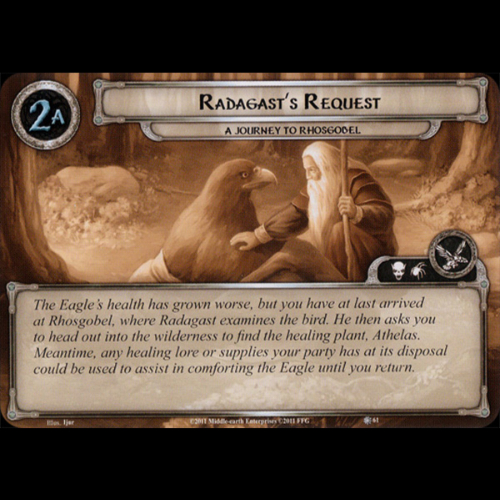 2A
RADAGAST'S REQUEST
A JOURNEY TO RHOSGOBEL
The Eagle's health has grown worse, but you have at last arrived
at Rhosgobel, where Radagast examines the bird. He then asks you
to head out into the wilderness to find the healing plant, Athelas.
Meantime, any healing lore or supplies your party has at its disposal
could be used to assist in comforting the Eagle until you return.
Illus. Ijur
©2011 Middle-earth Enterprises ©2011 FFG
61